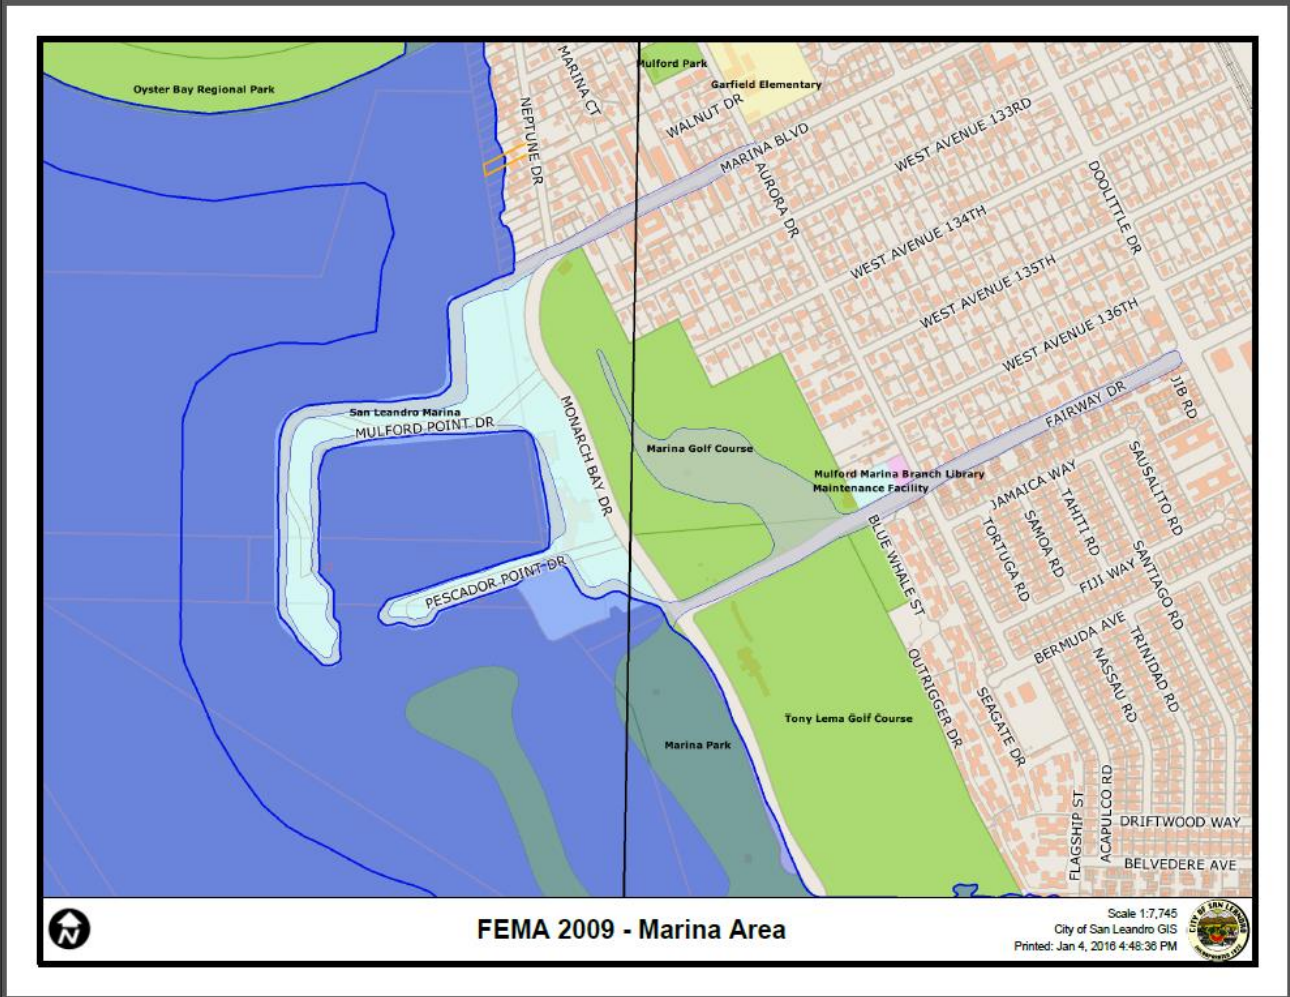 Mulford Park
MARINA CT
Garfield Elementary
Oyster Bay Regional Park
NEPTUNE DR
WALNUT DR
MARINA BLVD
WEST AVENUE 133RD
AURORA DR
DOOLITTLE DR
WEST AVENUE 134TH
WEST AVENUE 135TH
WEST AVENUE 136TH
JIB RD
FAIRWAY DR
San Leandro Marina
MULFORD POINT DR
MONARCH BAY DR
Marina Golf Course
Mulford Marina Branch Library
Maintenance Facility
JAMAICA WAY
SAUSALITO RD
TAHITI RD
SAMOA RD
TORTUGA RD
BLUE WHALE ST
PESCADOR POINT DR
FIJI WAY
SANTIAGO RD
BERMUDA AVE
TRINIDAD RD
NASSAU RD
OUTRIGGER DR
SEAGATE DR
Tony Lema Golf Course
Marina Park
FLAGSHIP ST
ACAPULCO RD
DRIFTWOOD WAY
BELVEDERE AVE
N
FEMA 2009 - Marina Area
Scale 1:7,745
City of San Leandro GIS
Printed: Jan 4, 2016 4:48:36 PM
CITY OF SAN LEANDRO